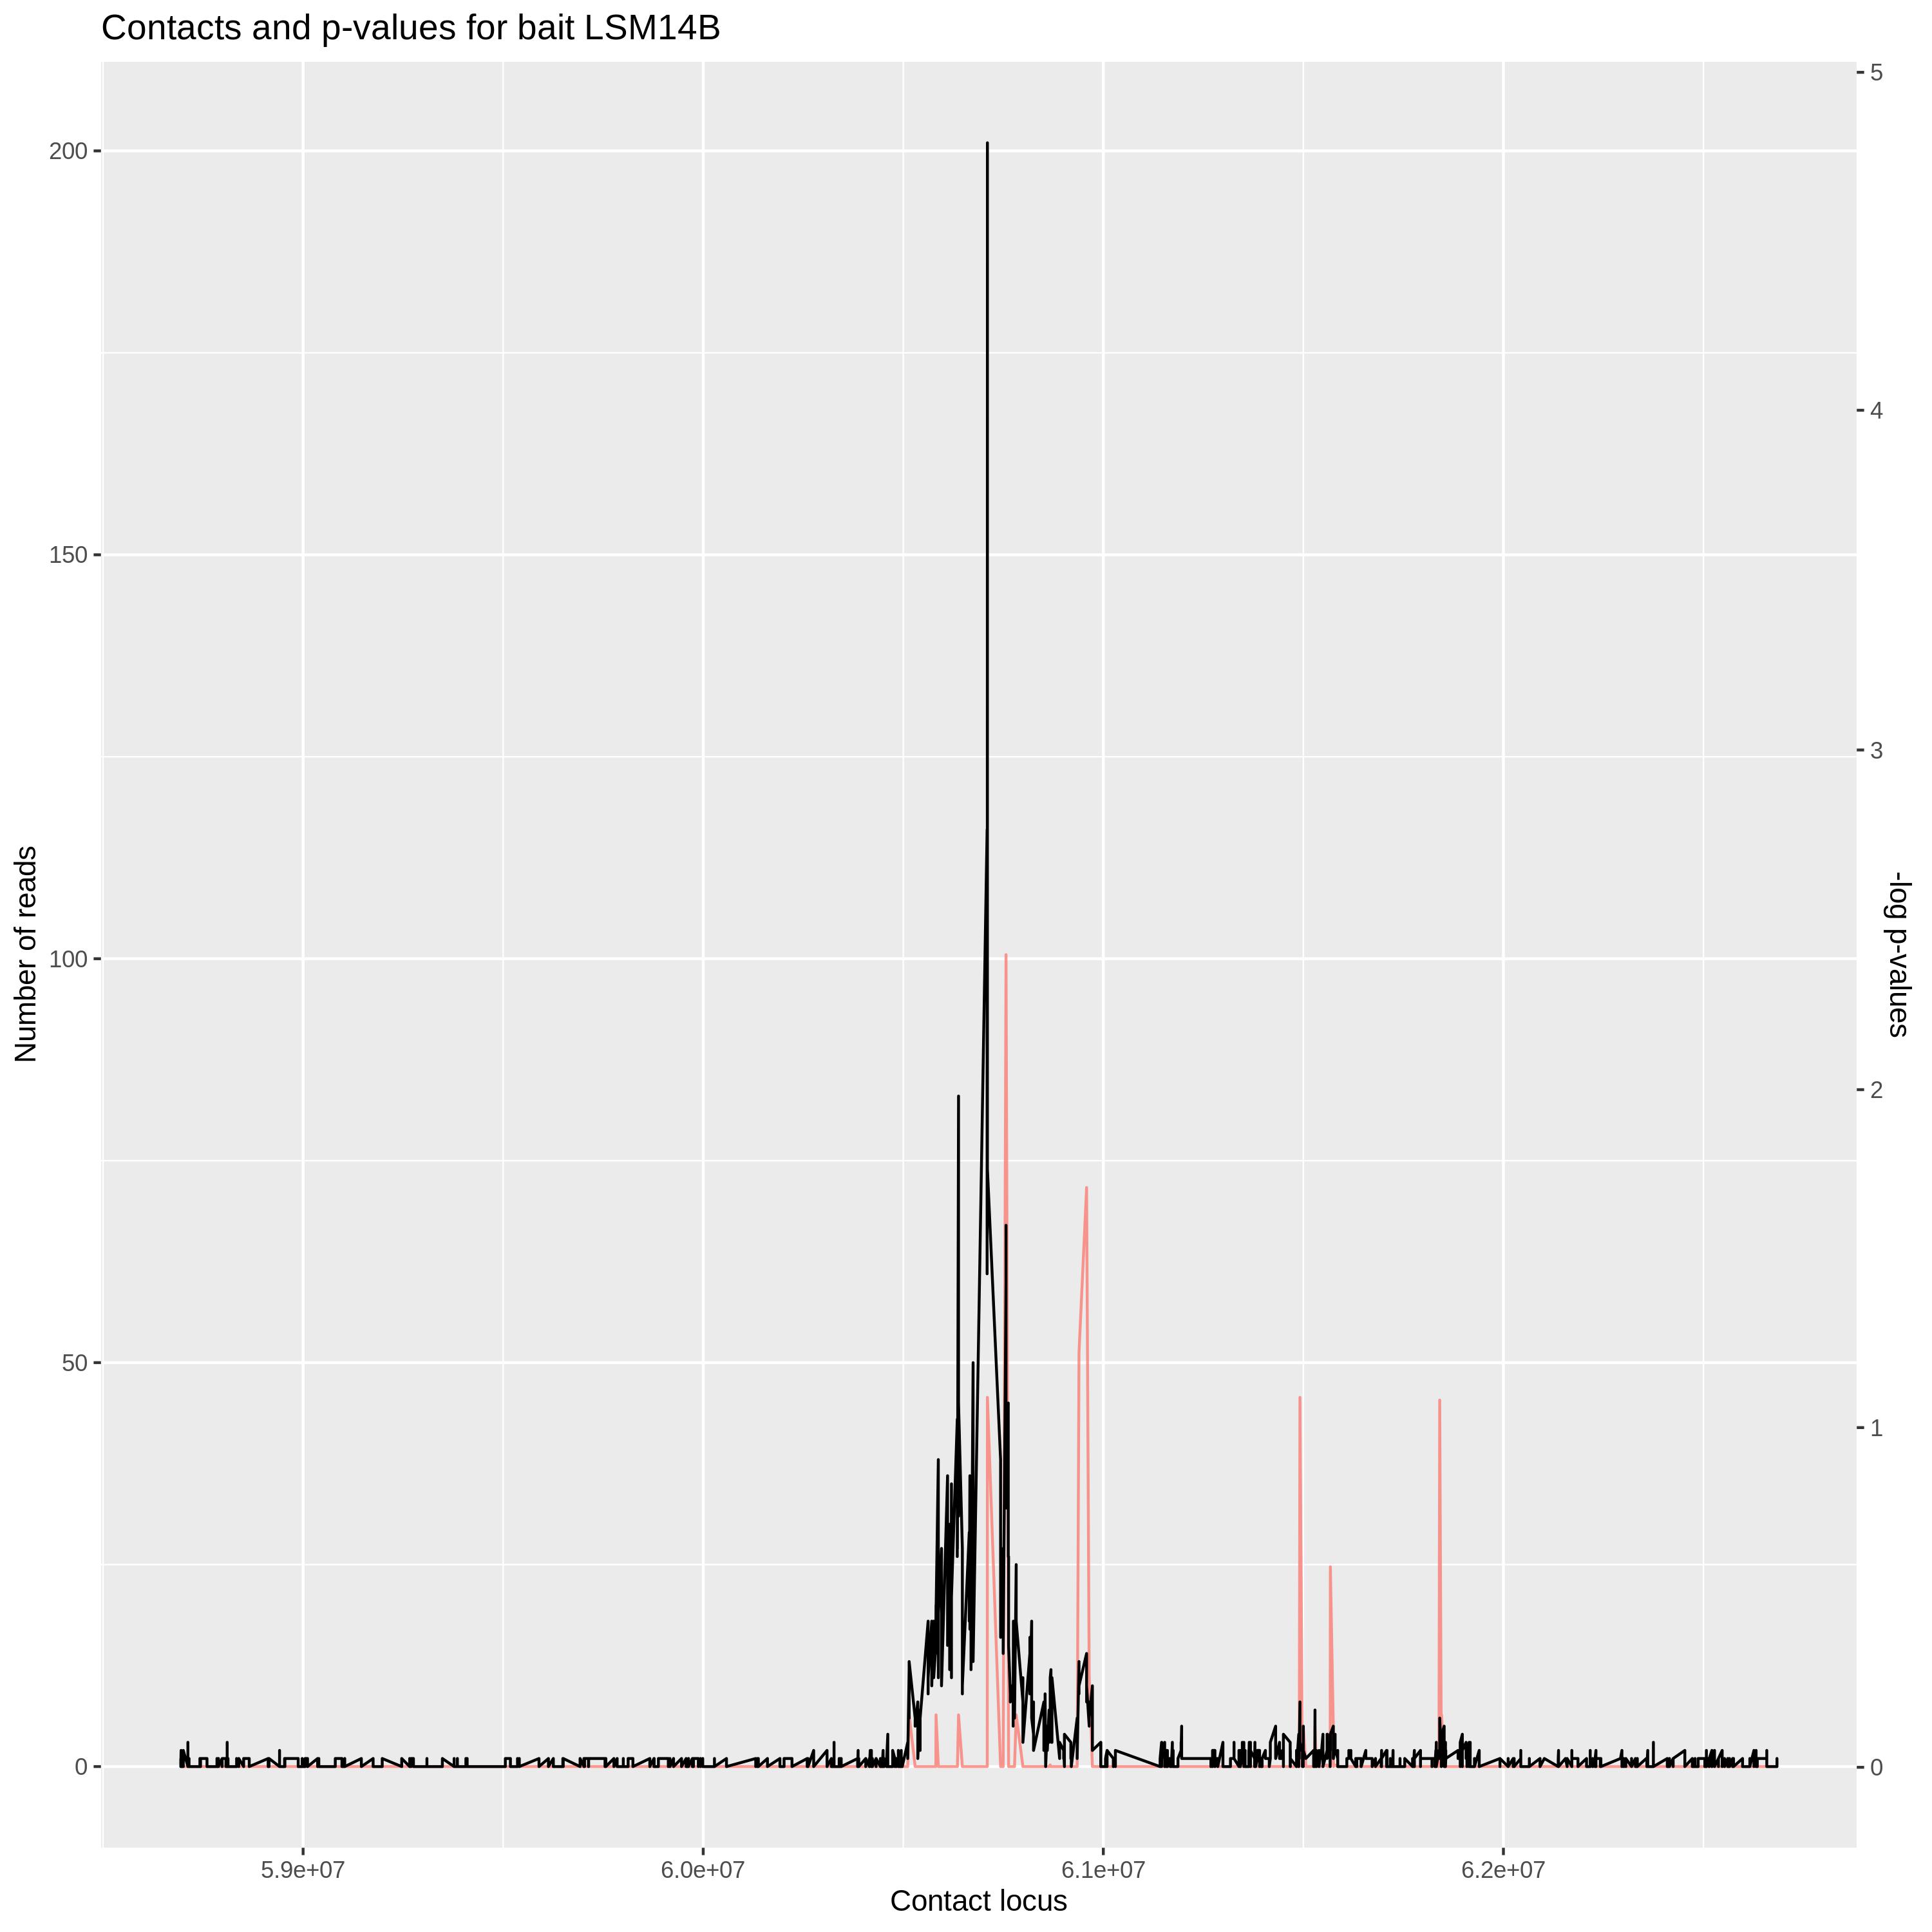 Contacts and p-values for bait LSM14B
200
150
100
50
0
Number of reads
5
4
3
2
1
0
-log p-values
5.9e+07
6.0e+07
6.1e+07
6.2e+07
Contact locus